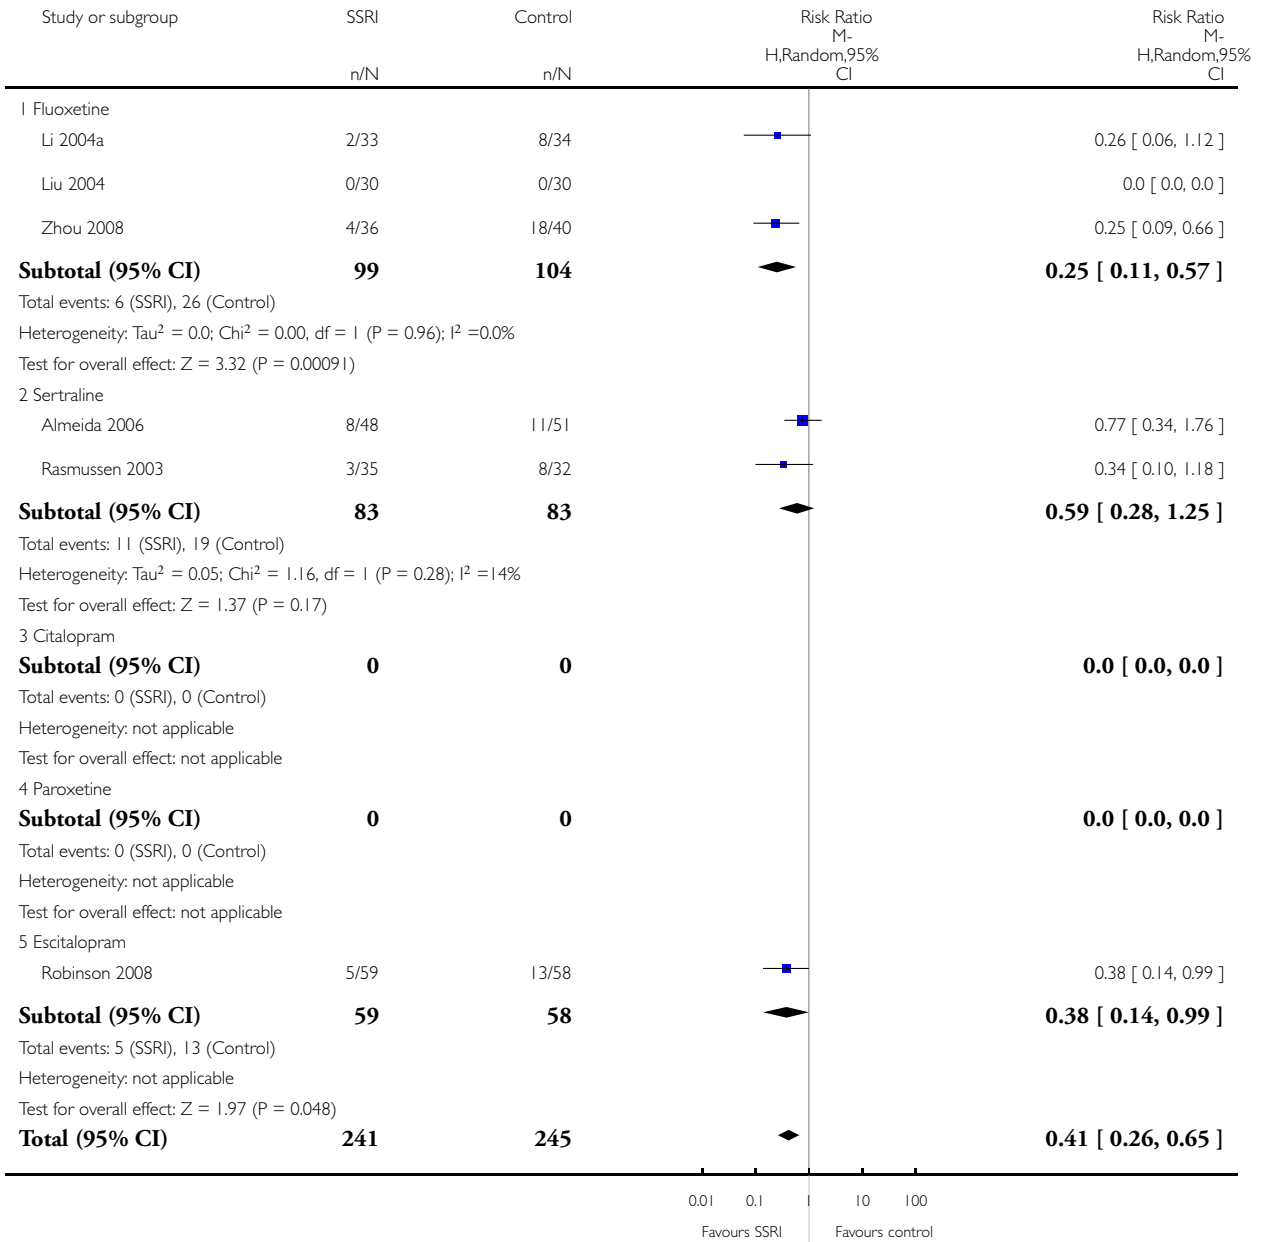 Study or subgroup SSRI Control Risk Ratio Risk Ratio
M- M-
H,Random,95% H,Random,95%
n/N n/N CI CI
1 Fluoxetine
Li 2004a 2/33 8/34 0.26 [ 0.06, 1.12 ]
Liu 2004 0/30 0/30 0.0 [ 0.0, 0.0 ]
Zhou 2008 4/36 18/40 0.25 [ 0.09, 0.66 ]
Subtotal (95% CI) 99 104 0.25 [ 0.11, 0.57 ]
Total events: 6 (SSRI), 26 (Control)
Heterogeneity: Tau² = 0.0; Chi² = 0.00, df = 1 (P = 0.96); I² =0.0%
Test for overall effect: Z = 3.32 (P = 0.00091)
2 Sertraline
Almeida 2006 8/48 11/51 0.77 [ 0.34, 1.76 ]
Rasmussen 2003 3/35 8/32 0.34 [ 0.10, 1.18 ]
Subtotal (95% CI) 83 83 0.59 [ 0.28, 1.25 ]
Total events: 11 (SSRI), 19 (Control)
Heterogeneity: Tau² = 0.05; Chi² = 1.16, df = 1 (P = 0.28); I² =14%
Test for overall effect: Z = 1.37 (P = 0.17)
3 Citalopram
Subtotal (95% CI) 0 0 0.0 [ 0.0, 0.0 ]
Total events: 0 (SSRI), 0 (Control)
Heterogeneity: not applicable
Test for overall effect: not applicable
4 Paroxetine
Subtotal (95% CI) 0 0 0.0 [ 0.0, 0.0 ]
Total events: 0 (SSRI), 0 (Control)
Heterogeneity: not applicable
Test for overall effect: not applicable
5 Escitalopram
Robinson 2008 5/59 13/58 0.38 [ 0.14, 0.99 ]
Subtotal (95% CI) 59 58 0.38 [ 0.14, 0.99 ]
Total events: 5 (SSRI), 13 (Control)
Heterogeneity: not applicable
Test for overall effect: Z = 1.97 (P = 0.048)
Total (95% CI) 241 245 0.41 [ 0.26, 0.65 ]
0.01 0.1 1 10 100
Favours SSRI Favours control